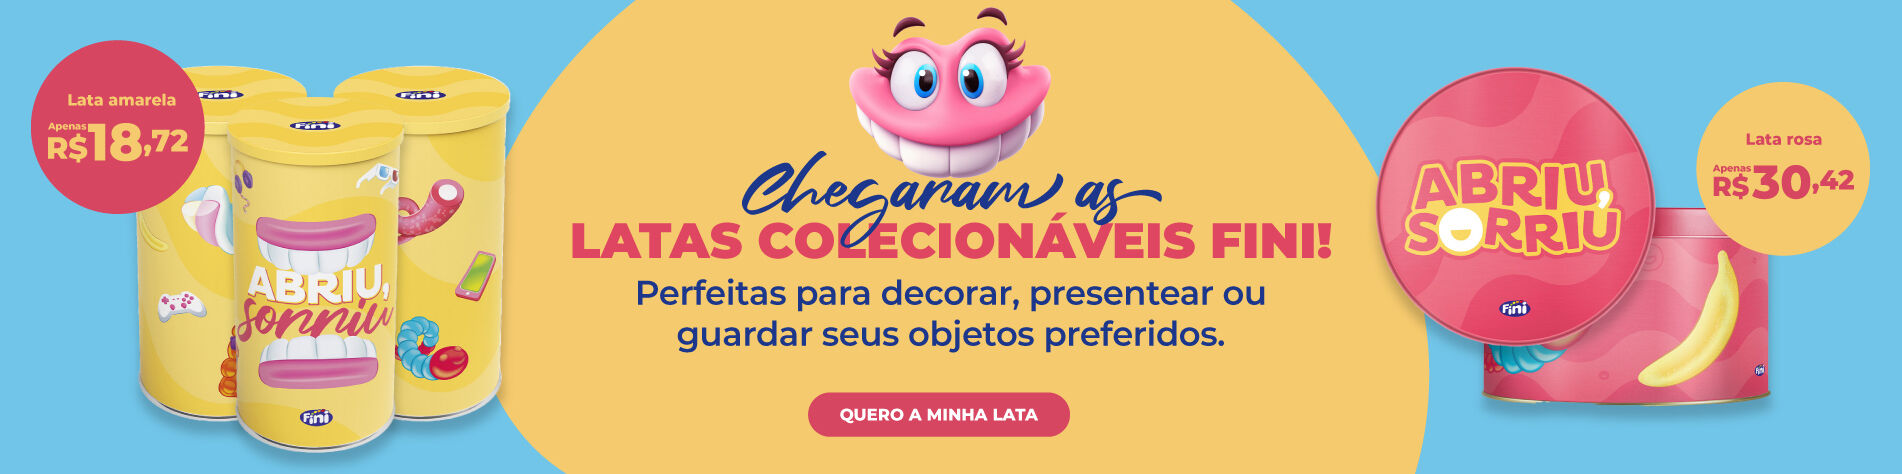 Lata amarela
Apenas
R$18,72
Fini
Fini
Fini
ABRIU,
Sorriu
Fini
Chegaram as
LATAS COLECIONÁVEIS FINI!
Perfeitas para decorar, presentear ou
guardar seus objetos preferidos.
QUERO A MINHA LATA
ABRIU,
SORRIU
Fini
Lata rosa
Apenas
R$30,42
Fini